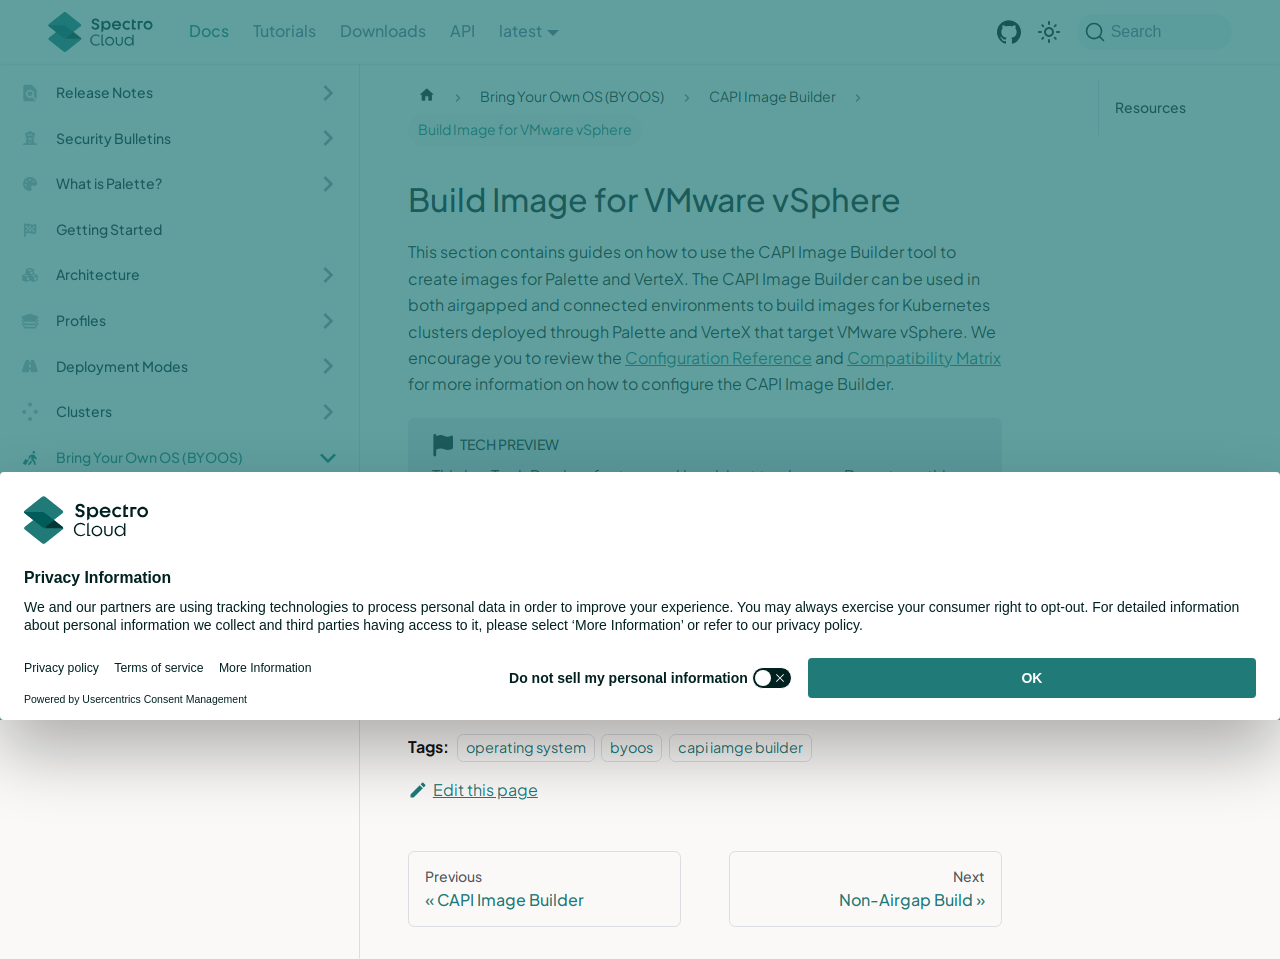 Spectro Cloud
Docs
Tutorials
Downloads
API
latest
Search
Release Notes
Security Bulletins
What is Palette?
Getting Started
Architecture
Profiles
Deployment Modes
Clusters
Bring Your Own OS (BYOOS)
Bring Your Own OS (BYOOS)
CAPI Image Builder
Build Image for VMware vSphere
Resources
Build Image for VMware vSphere
This section contains guides on how to use the CAPI Image Builder tool to
create images for Palette and VerteX. The CAPI Image Builder can be used in
both airgapped and connected environments to build images for Kubernetes
clusters deployed through Palette and VerteX that target VMware vSphere. We
encourage you to review the Configuration Reference and Compatibility Matrix
for more information on how to configure the CAPI Image Builder.
TECH PREVIEW
Spectro
Cloud
Privacy Information
We and our partners are using tracking technologies to process personal data in order to improve your experience. You may always exercise your consumer right to opt-out. For detailed information
about personal information we collect and third parties having access to it, please select ‘More Information’ or refer to our privacy policy.
Privacy policy
Terms of service
More Information
Powered by Usercentrics Consent Management
Do not sell my personal information
OK
Tags:
operating system
byoos
capi iamge builder
Edit this page
Previous
« CAPI Image Builder
Next
Non-Airgap Build »